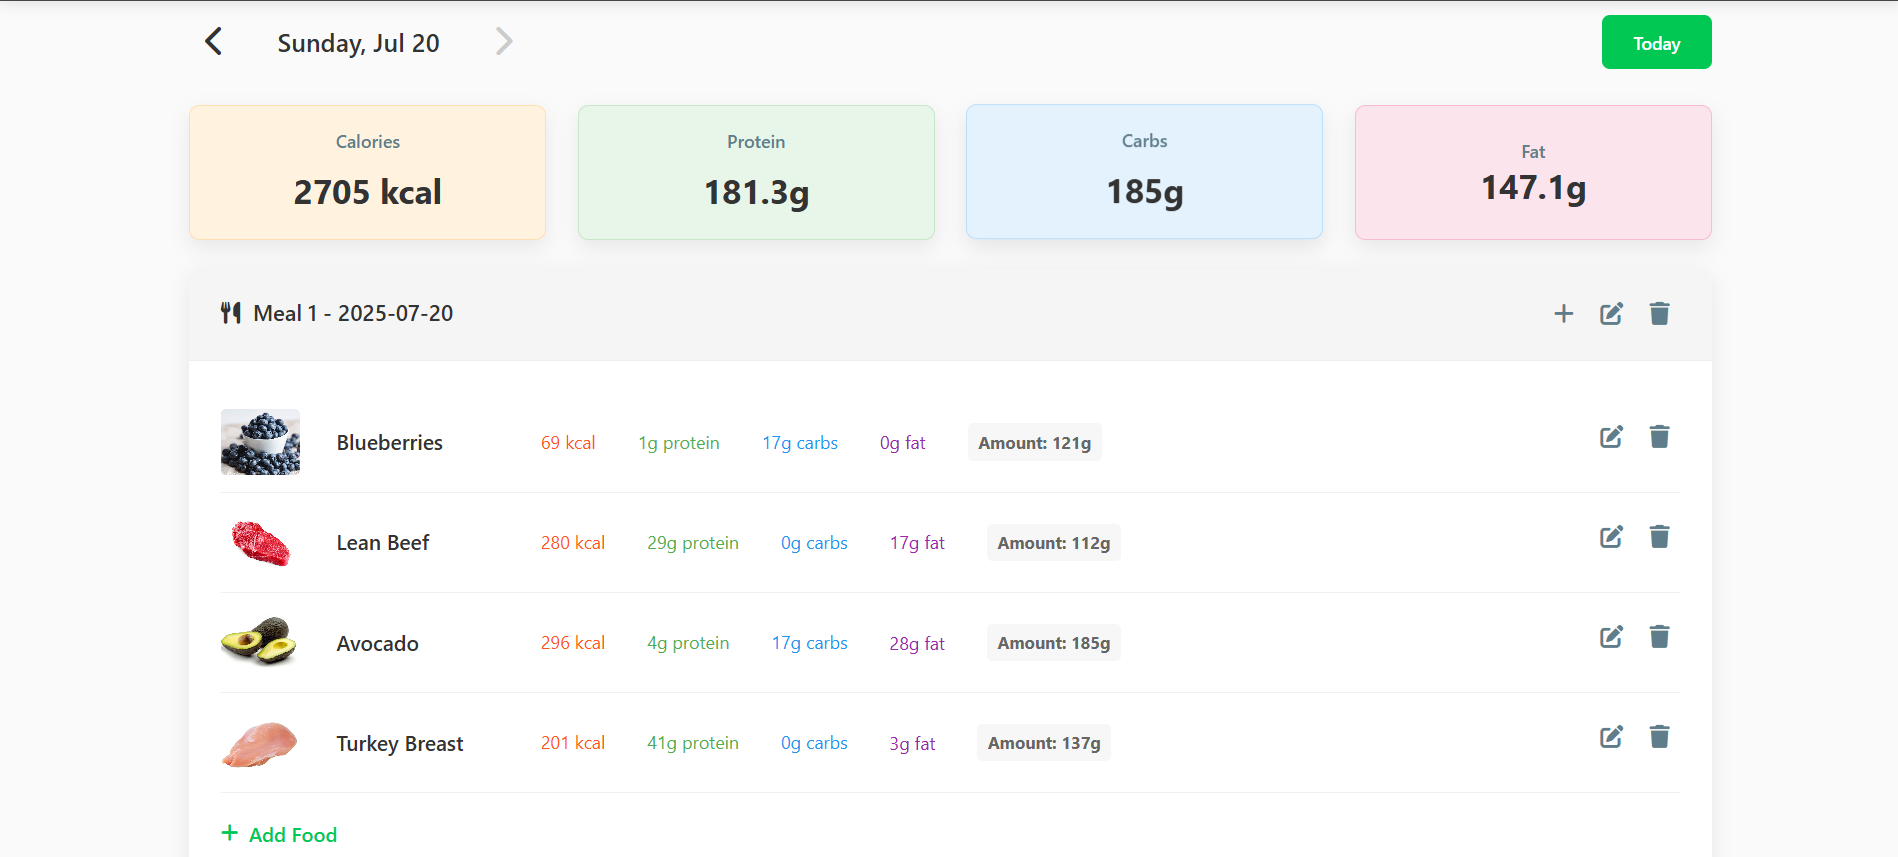 Sunday, Jul 20
Today
Calories
2705 kcal
Protein
181.3g
Carbs
185g
Fat
147.1g
Meal 1 - 2025-07-20
Blueberries 69 kcal 1g protein 17g carbs 0g fat Amount: 121g
Lean Beef 280 kcal 29g protein 0g carbs 17g fat Amount: 112g
Avocado 296 kcal 4g protein 17g carbs 28g fat Amount: 185g
Turkey Breast 201 kcal 41g protein 0g carbs 3g fat Amount: 137g
+ Add Food